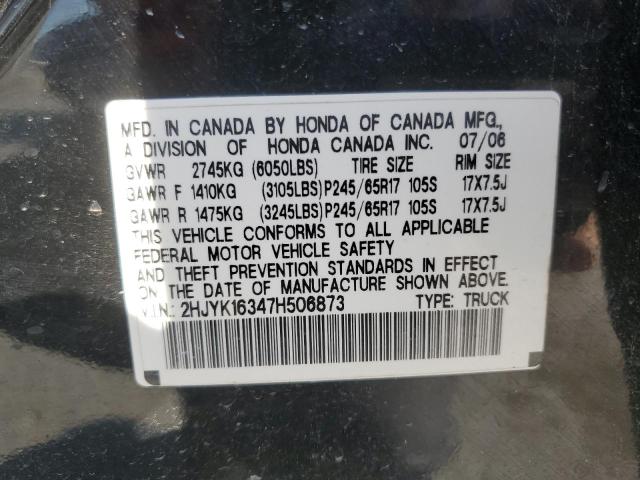 MFD. IN CANADA BY HONDA OF CANADA MFG.,
A DIVISION OF HONDA CANADA INC. 07/06
GVWR 2745KG (6050LBS) TIRE SIZE RIM SIZE
GAWR F 1410KG (3105LBS) P245/65R17 105S 17X7.5J
GAWR R 1475KG (3245LBS) P245/65R17 105S 17X7.5J
THIS VEHICLE CONFORMS TO ALL APPLICABLE
FEDERAL MOTOR VEHICLE SAFETY
AND THEFT PREVENTION STANDARDS IN EFFECT
ON THE DATE OF MANUFACTURE SHOWN ABOVE.
V.I.N.: 2HJYK16347H506873 TYPE: TRUCK